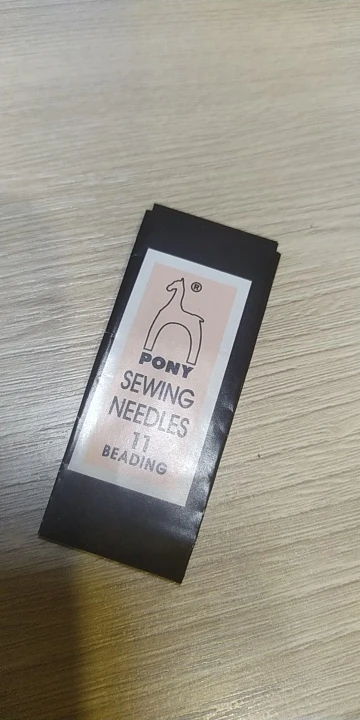 ®
PONY
SEWING
NEEDLES
11
BEADING